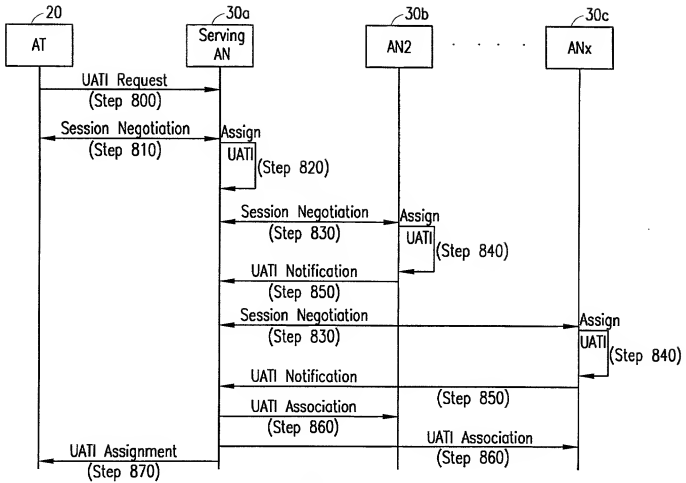 20
30a
30b
30c
AT
Serving
AN
AN2
. . . . .
ANx
UATI Request
(Step 800)
Session Negotiation
(Step 810)
Assign
UATI
(Step 820)
Session Negotiation
(Step 830)
Assign
UATI
(Step 840)
UATI Notification
(Step 850)
Session Negotiation
(Step 830)
Assign
UATI
(Step 840)
UATI Notification
(Step 850)
UATI Association
(Step 860)
UATI Association
(Step 860)
UATI Assignment
(Step 870)